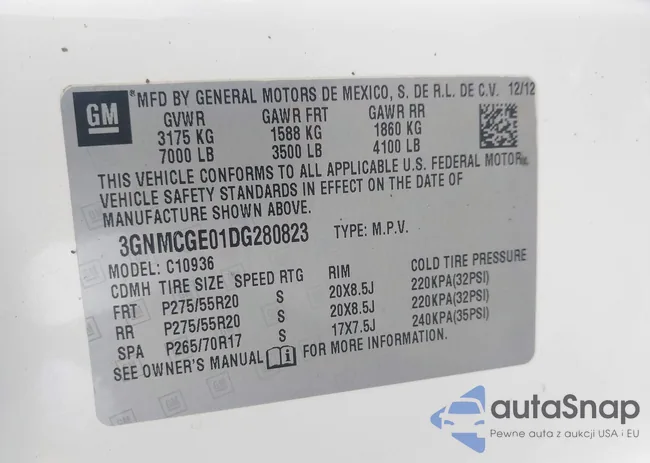 GM
MFD BY GENERAL MOTORS DE MEXICO, S. DE R.L. DE C.V. 12/12
GVWR GAWR FRT GAWR RR
3175 KG 1588 KG 1860 KG
7000 LB 3500 LB 4100 LB
THIS VEHICLE CONFORMS TO ALL APPLICABLE U.S. FEDERAL MOTOR
VEHICLE SAFETY STANDARDS IN EFFECT ON THE DATE OF
MANUFACTURE SHOWN ABOVE.
3GNMCGE01DG280823 TYPE: M.P.V.
MODEL: C10936
CDMH TIRE SIZE SPEED RTG RIM COLD TIRE PRESSURE
FRT P275/55R20 S 20X8.5J 220KPA(32PSI)
RR P275/55R20 S 20X8.5J 220KPA(32PSI)
SPA P265/70R17 S 17X7.5J 240KPA(35PSI)
SEE OWNER'S MANUAL FOR MORE INFORMATION.
autaSnap
Pewne auta z aukcji USA i EU